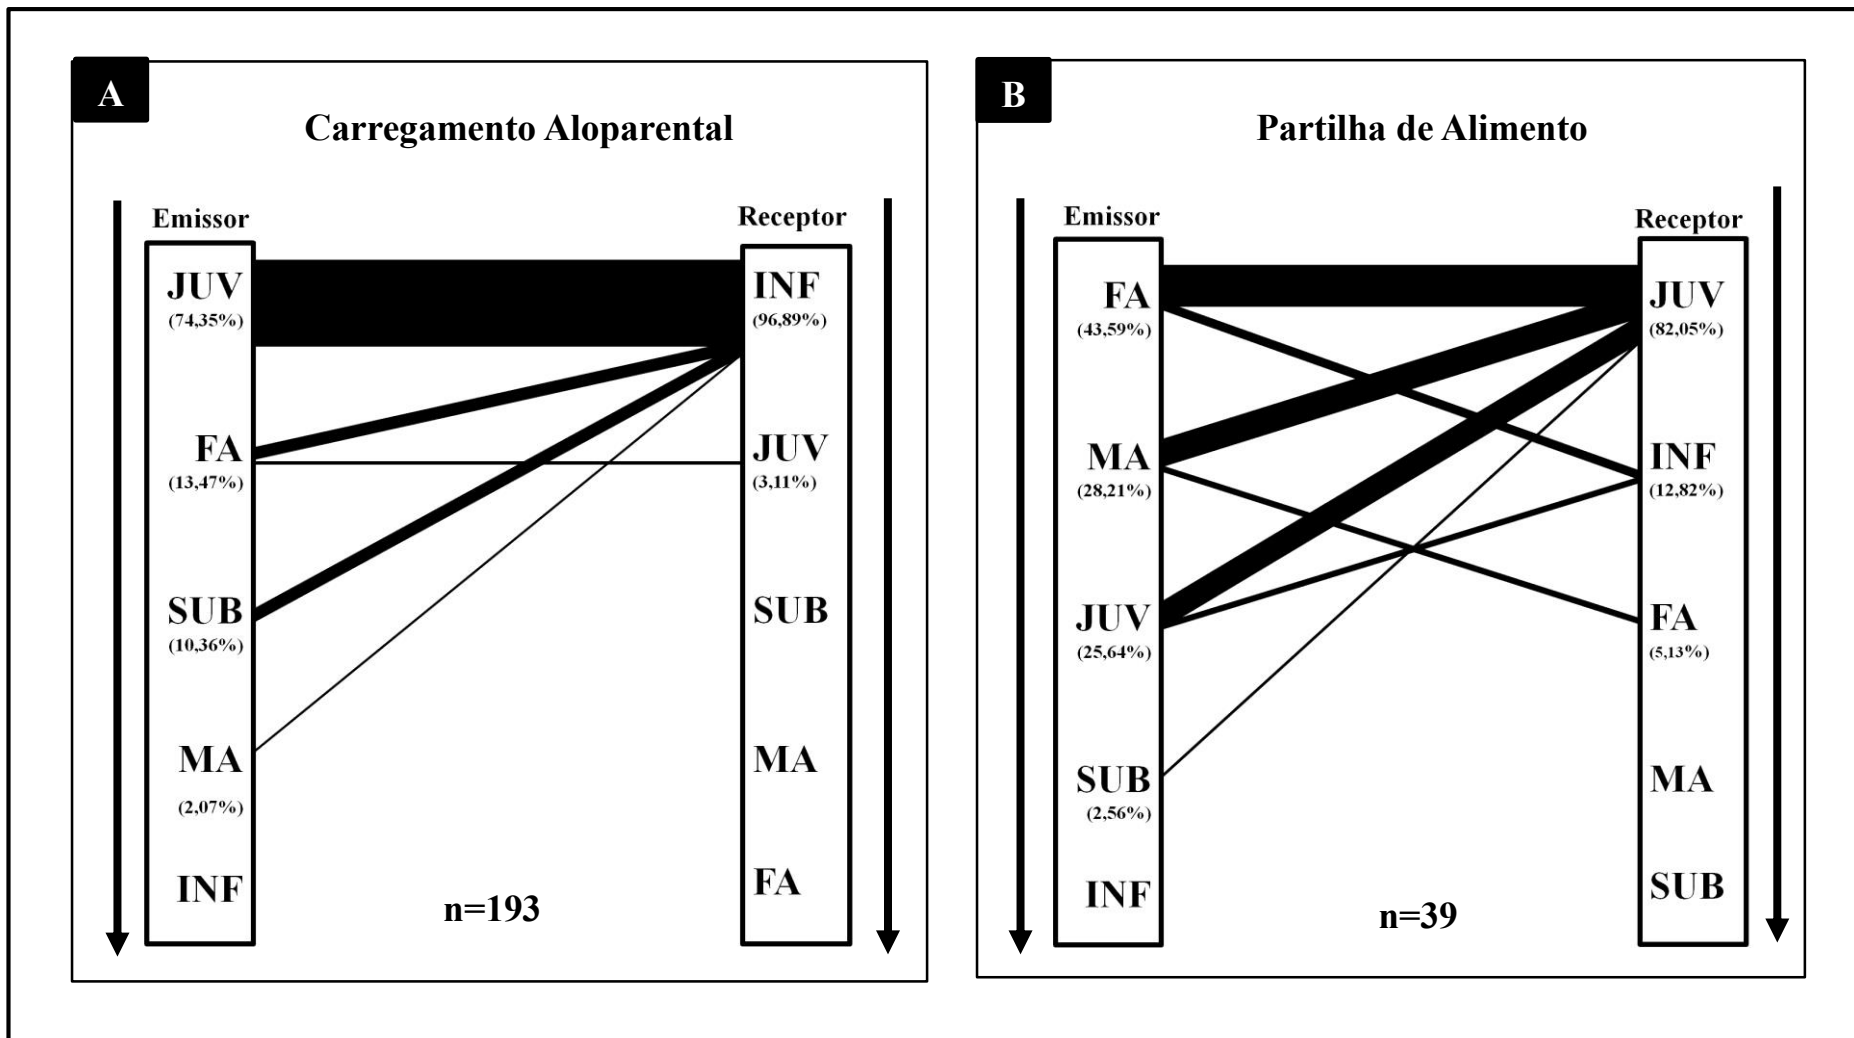 A
Carregamento Aloparental
Emissor
Receptor
JUV
(74,35%)
INF
(96,89%)
FA
(13,47%)
JUV
(3,11%)
SUB
(10,36%)
SUB
MA
(2,07%)
MA
INF
FA
n=193
B
Partilha de Alimento
Emissor
Receptor
FA
(43,59%)
JUV
(82,05%)
MA
(28,21%)
INF
(12,82%)
JUV
(25,64%)
FA
(5,13%)
SUB
(2,56%)
MA
INF
SUB
n=39